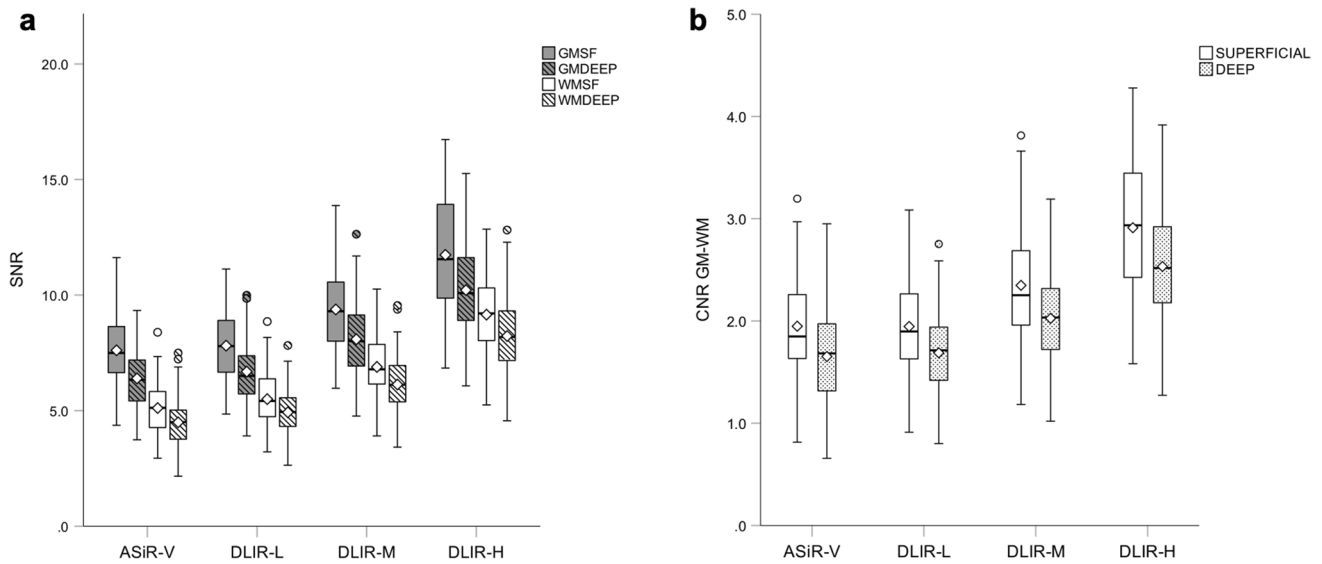 a
SNR
20.0
15.0
10.0
5.0
.0
ASiR-V
DLIR-L
DLIR-M
DLIR-H
GMSF
GMDEEP
WMSF
WMDEEP
b
CNR GM-WM
5.0
4.0
3.0
2.0
1.0
.0
ASiR-V
DLIR-L
DLIR-M
DLIR-H
SUPERFICIAL
DEEP